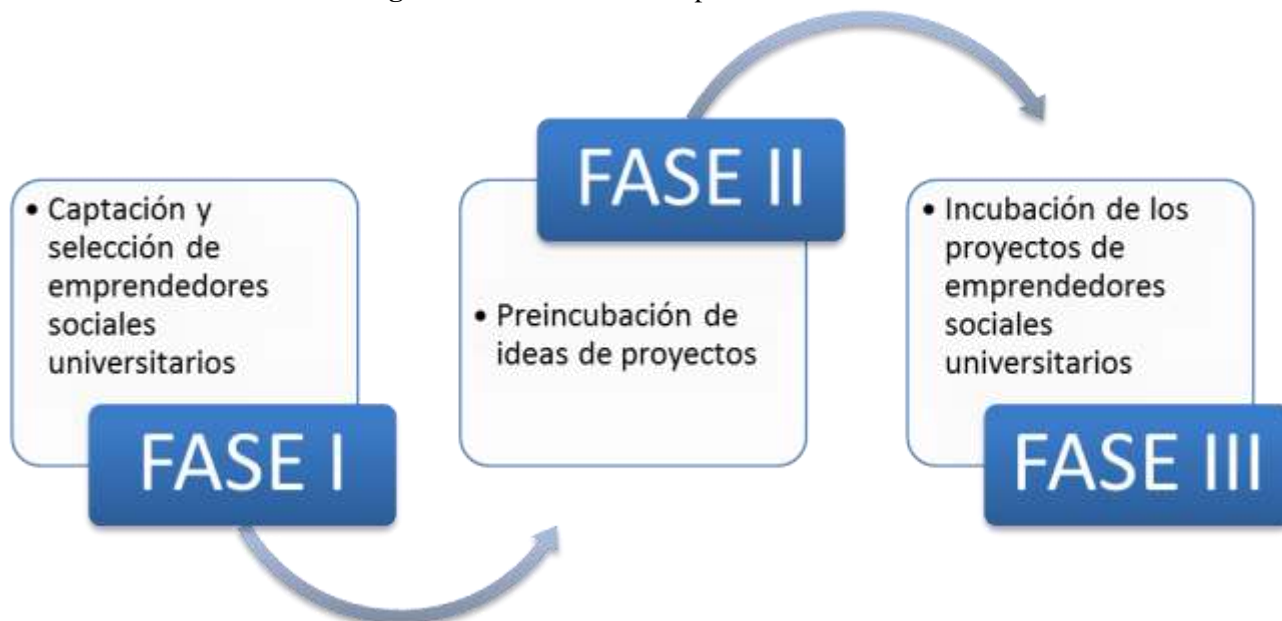 • Captación y
selección de
emprendedores
sociales
universitarios
FASE I
FASE II
• Preincubación de
ideas de proyectos
• Incubación de los
proyectos de
emprendedores
sociales
universitarios
FASE III